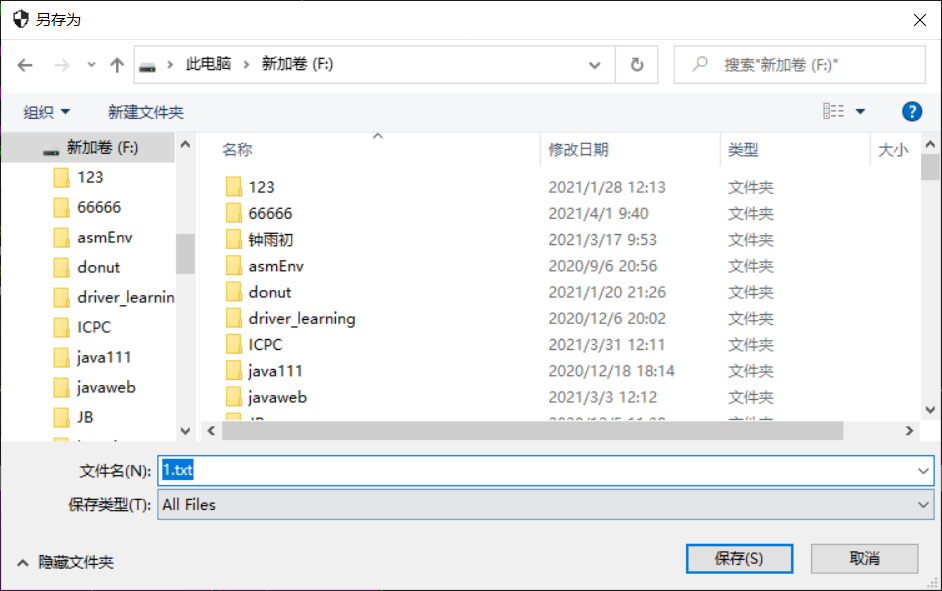 另存为
此电脑 › 新加卷 (F:)
搜索"新加卷 (F:)"
组织 新建文件夹
新加卷 (F:)
123
66666
asmEnv
donut
driver_learnin
ICPC
java111
javaweb
JB
名称 修改日期 类型 大小
123 2021/1/28 12:13 文件夹
66666 2021/4/1 9:40 文件夹
钟雨初 2021/3/17 9:53 文件夹
asmEnv 2020/9/6 20:56 文件夹
donut 2021/1/20 21:26 文件夹
driver_learning 2020/12/6 20:02 文件夹
ICPC 2021/3/31 12:11 文件夹
java111 2020/12/18 18:14 文件夹
javaweb 2021/3/3 12:12 文件夹
文件名(N): 1.txt
保存类型(T): All Files
隐藏文件夹
保存(S) 取消